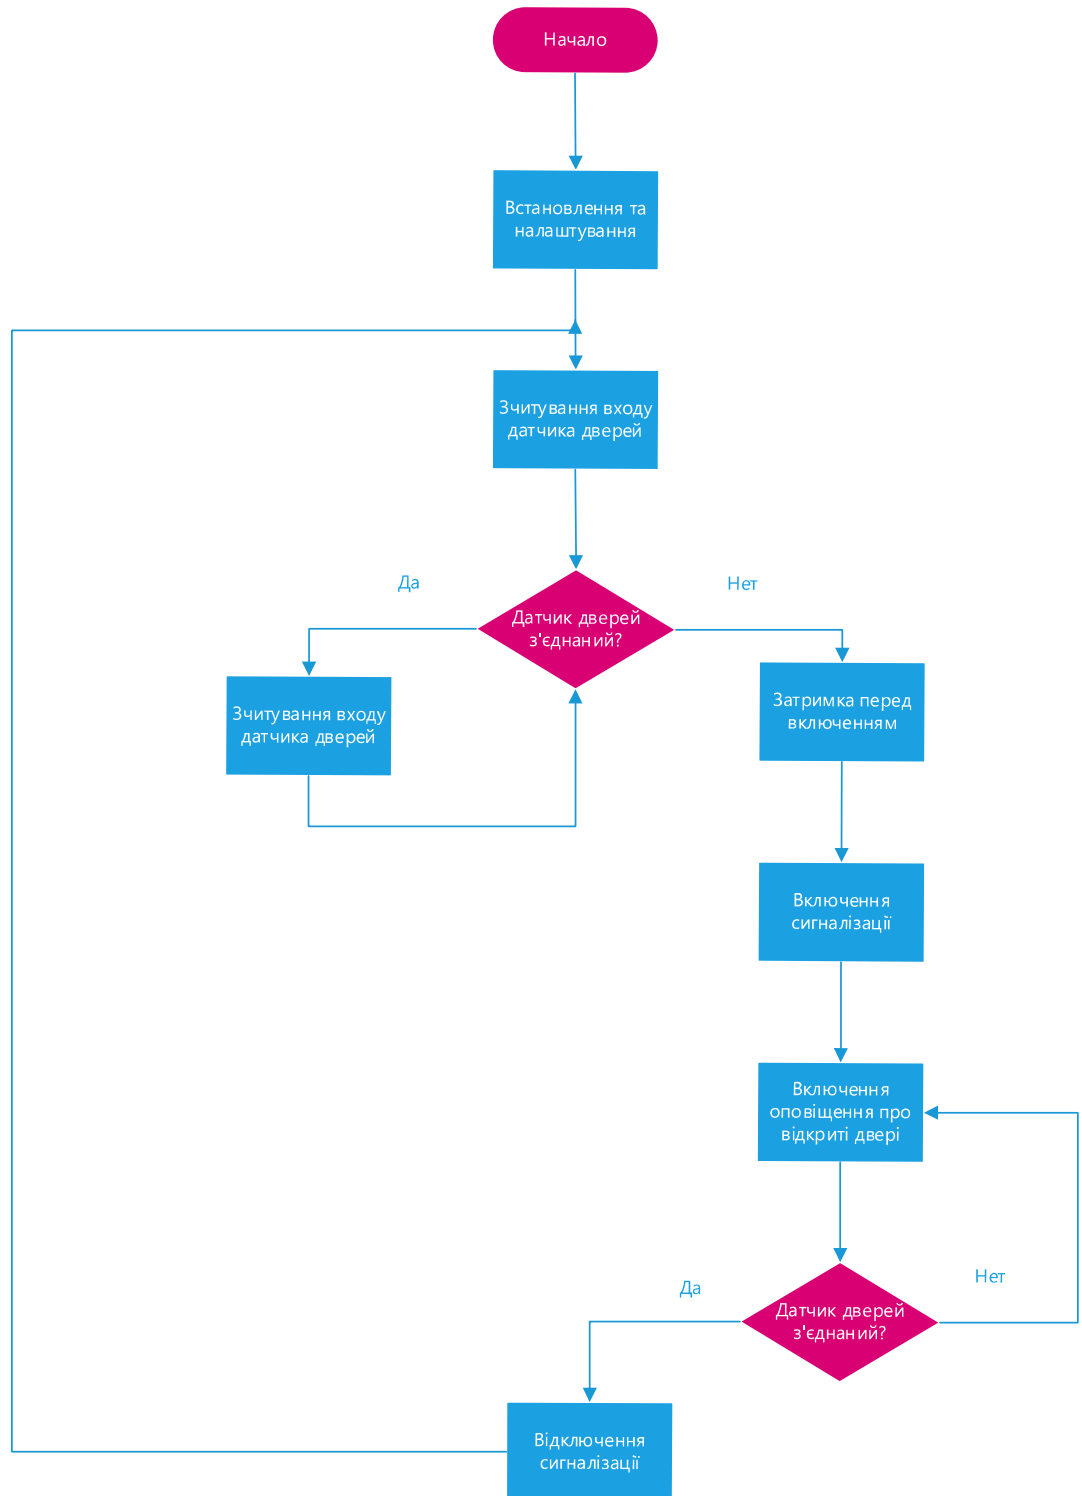 Начало
Встановлення та
налаштування
Зчитування входу
датчика дверей
Да
Нет
Датчик дверей
з'єднаний?
Зчитування входу
датчика дверей
Затримка перед
включенням
Включення
сигналізації
Включення
оповіщення про
відкриті двері
Да
Нет
Датчик дверей
з'єднаний?
Відключення
сигналізації